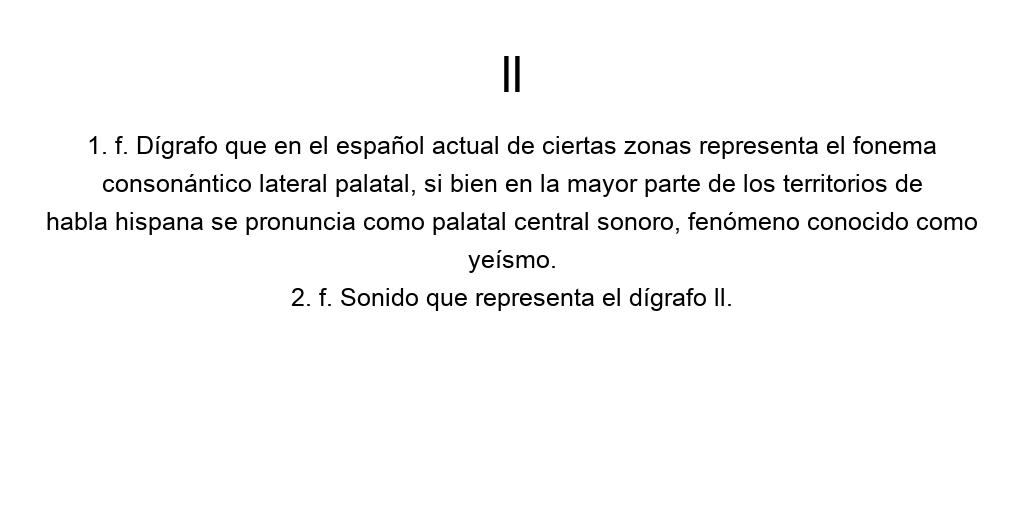 ll
1. f. Dígrafo que en el español actual de ciertas zonas representa el fonema
consonántico lateral palatal, si bien en la mayor parte de los territorios de
habla hispana se pronuncia como palatal central sonoro, fenómeno conocido como
yeísmo.
2. f. Sonido que representa el dígrafo ll.